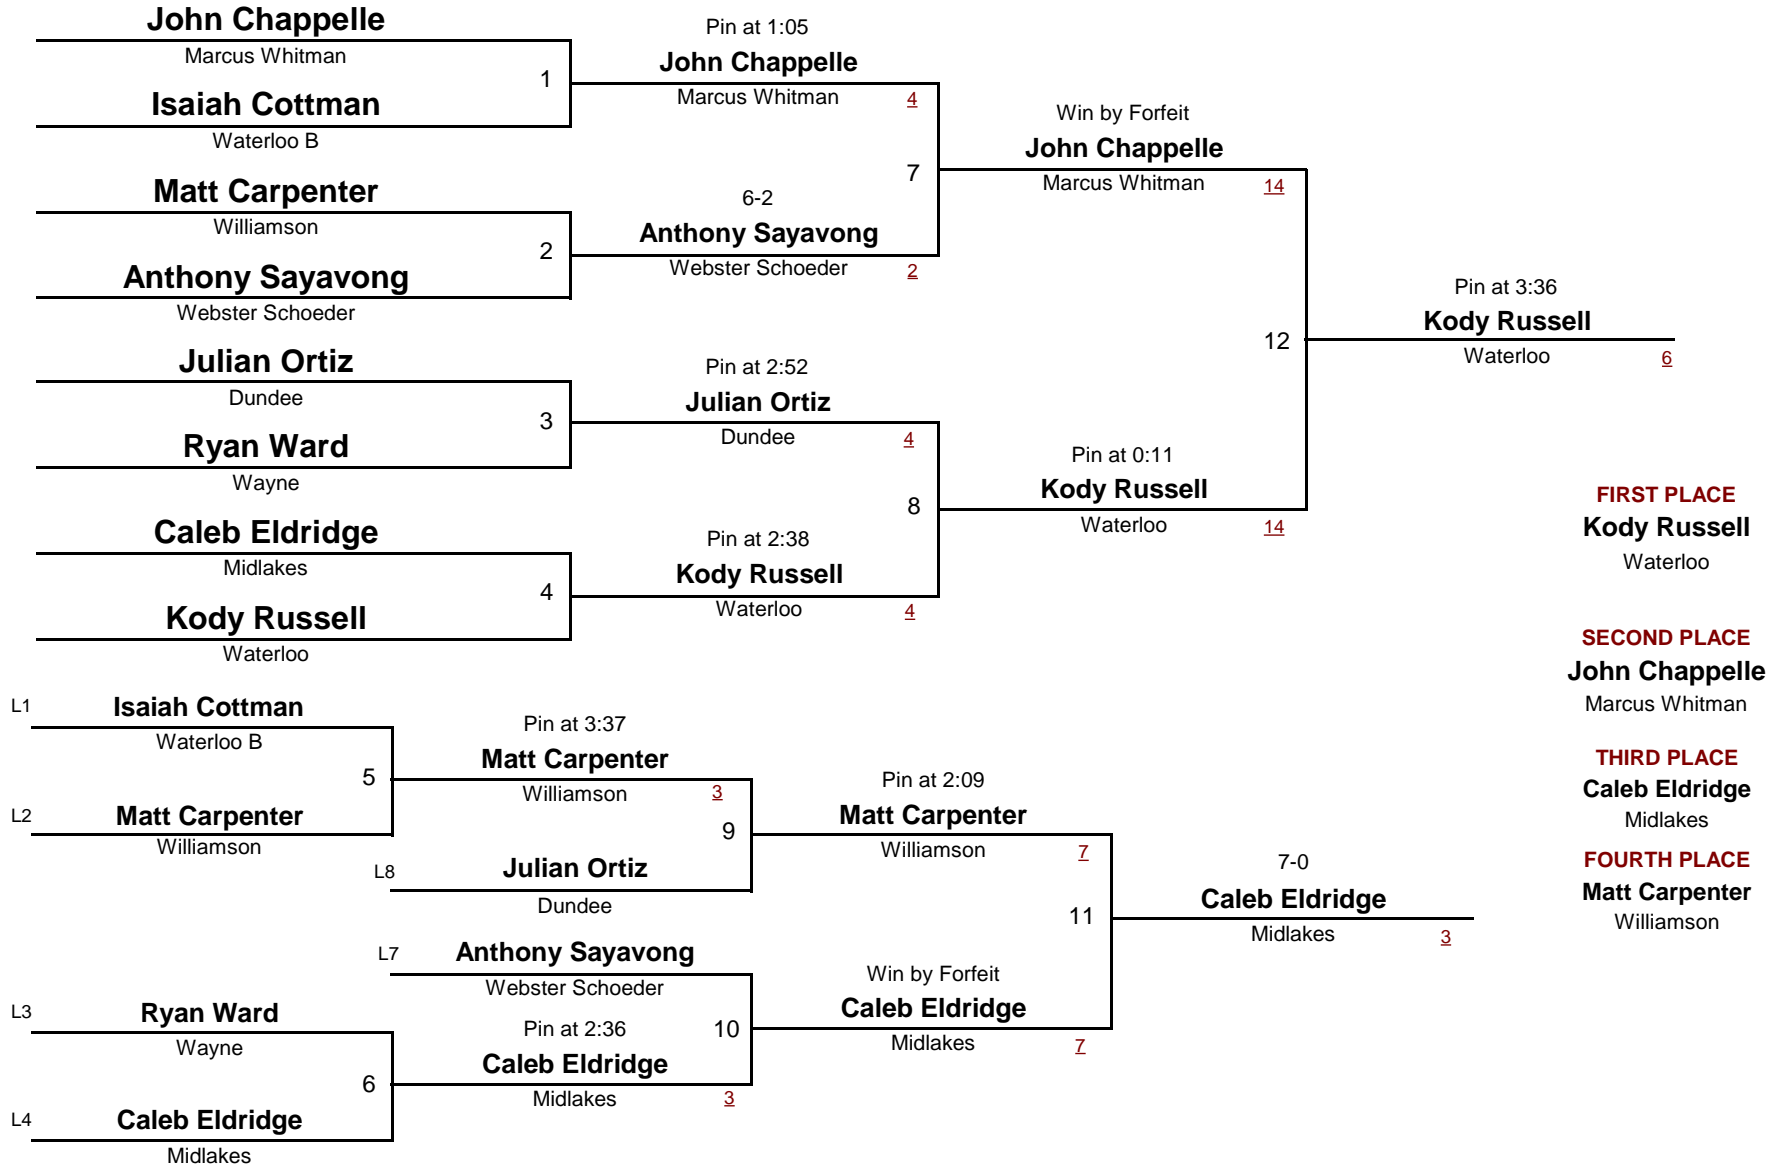 John Chappelle
Marcus Whitman
1
Isaiah Cottman
Waterloo B
Matt Carpenter
Williamson
2
Anthony Sayavong
Webster Schoeder
Julian Ortiz
Dundee
3
Ryan Ward
Wayne
Caleb Eldridge
Midlakes
4
Kody Russell
Waterloo
Pin at 1:05
John Chappelle
Marcus Whitman 4
7
6-2
Anthony Sayavong
Webster Schoeder 2
Pin at 2:52
Julian Ortiz
Dundee 4
8
Pin at 2:38
Kody Russell
Waterloo 4
Win by Forfeit
John Chappelle
Marcus Whitman 14
12
Pin at 0:11
Kody Russell
Waterloo 14
Pin at 3:36
Kody Russell
Waterloo 6
FIRST PLACE
Kody Russell
Waterloo
SECOND PLACE
John Chappelle
Marcus Whitman
THIRD PLACE
Caleb Eldridge
Midlakes
FOURTH PLACE
Matt Carpenter
Williamson
L1 Isaiah Cottman
Waterloo B
5
L2 Matt Carpenter
Williamson
Pin at 3:37
Matt Carpenter
Williamson 3
9
L8 Julian Ortiz
Dundee
L7 Anthony Sayavong
Webster Schoeder
10
L3 Ryan Ward
Wayne
6
L4 Caleb Eldridge
Midlakes
Pin at 2:36
Caleb Eldridge
Midlakes 3
Pin at 2:09
Matt Carpenter
Williamson 7
11
Win by Forfeit
Caleb Eldridge
Midlakes 7
7-0
Caleb Eldridge
Midlakes 3